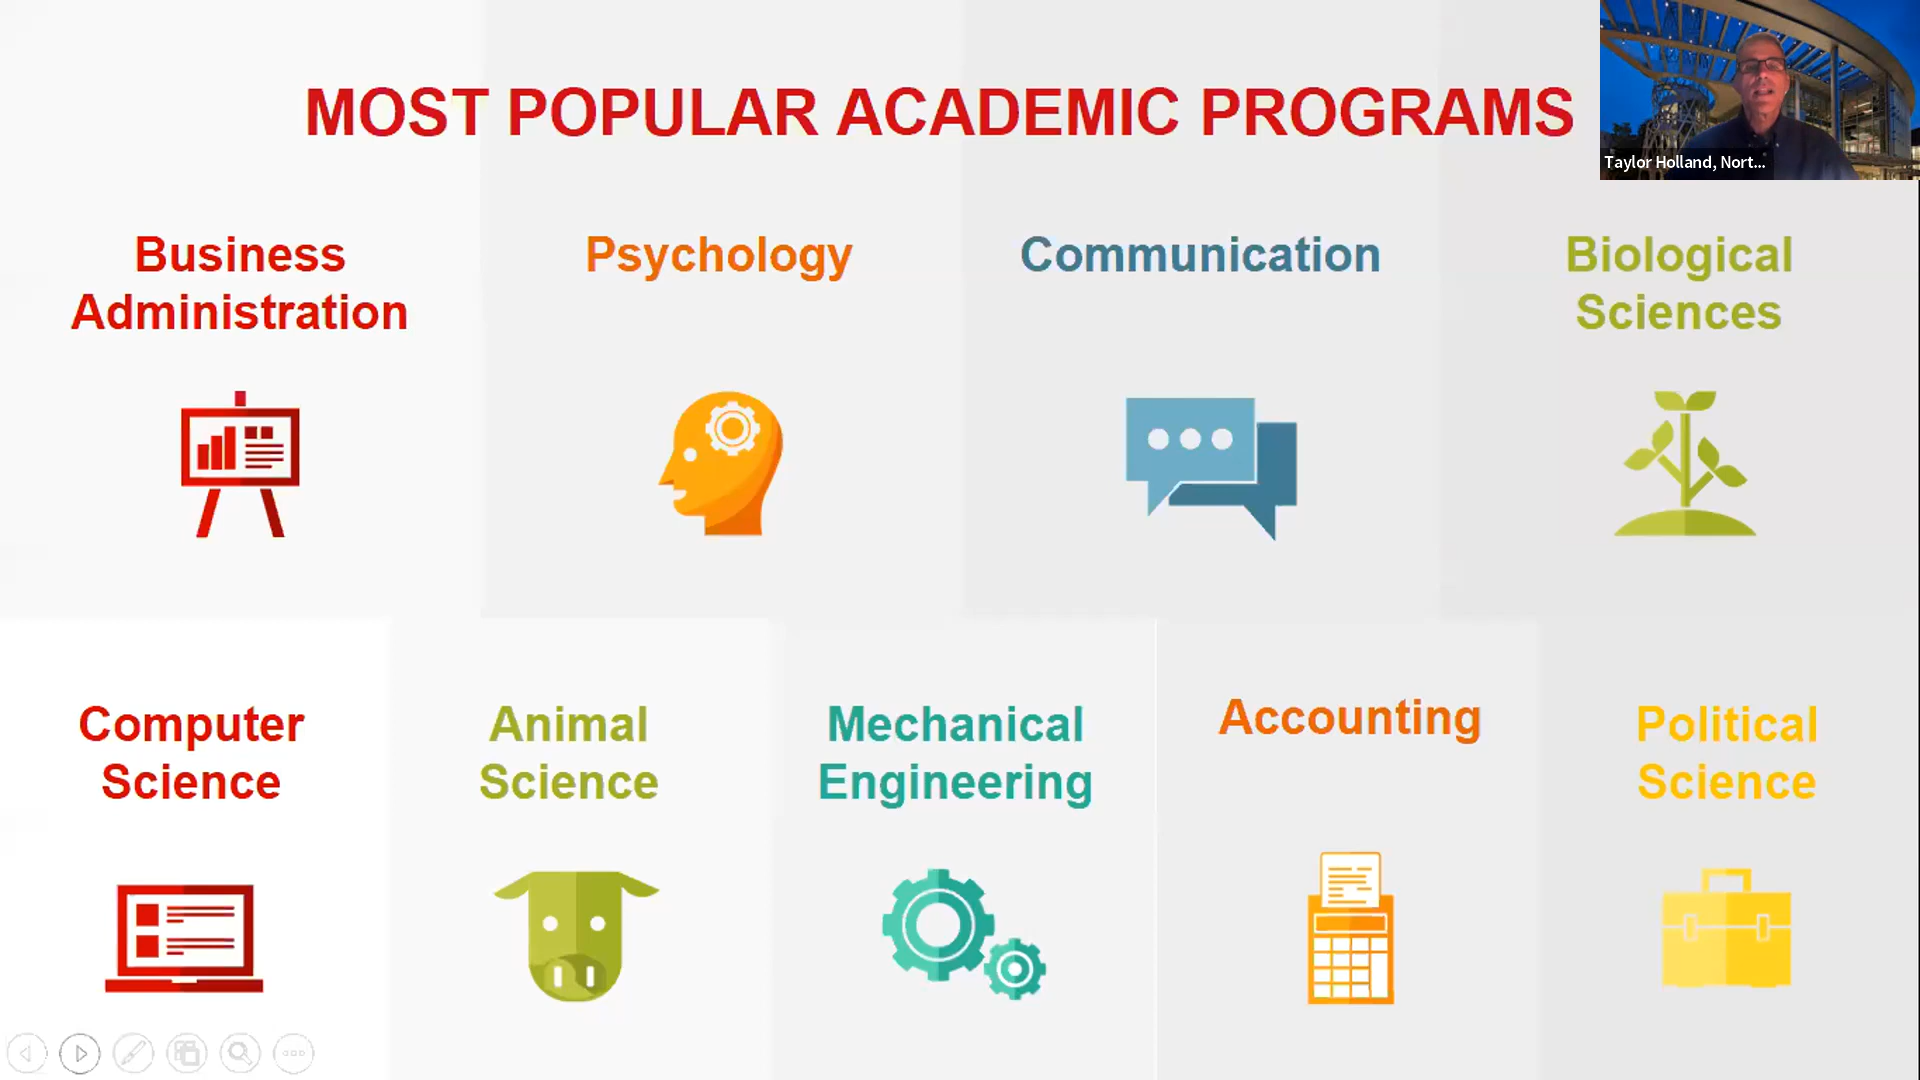 MOST POPULAR ACADEMIC PROGRAMS
Taylor Holland, Nort...
Business
Administration
Psychology
Communication
Biological
Sciences
Computer
Science
Animal
Science
Mechanical
Engineering
Accounting
Political
Science